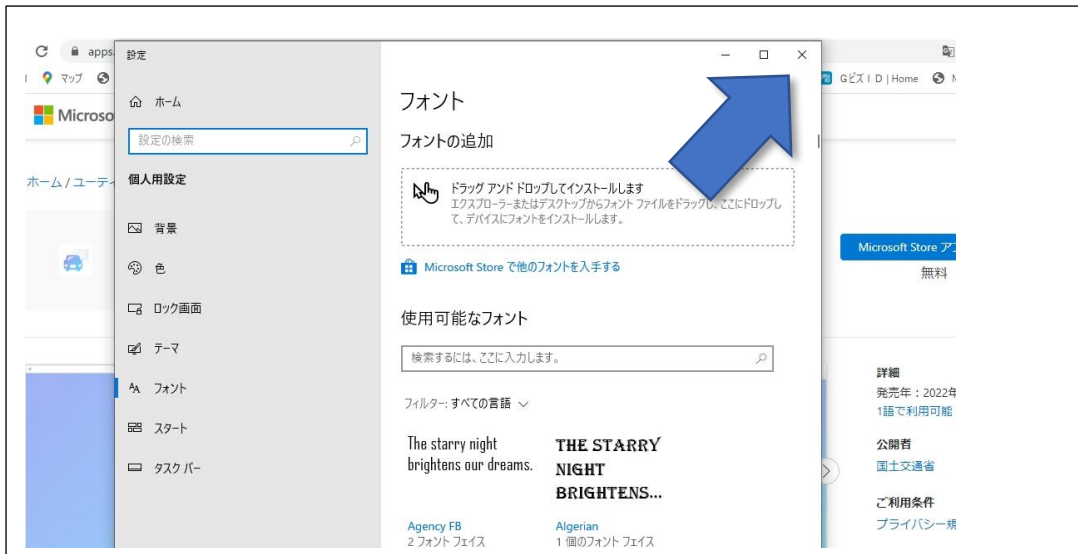 apps.
設定
マップ
GビズID | Home
Microso
ホーム
設定の検索
個人用設定
背景
色
ロック画面
テーマ
フォント
スタート
タスク バー
ホーム / ユーティ
フォント
フォントの追加
ドラッグ アンド ドロップしてインストールします
エクスプローラーまたはデスクトップからフォント ファイルをドラッグし、ここにドロップし
て、デバイスにフォントをインストールします。
Microsoft Store で他のフォントを入手する
使用可能なフォント
検索するには、ここに入力します。
フィルター: すべての言語
The starry night
brightens our dreams.
Agency FB
2 フォント フェイス
THE STARRY
NIGHT
BRIGHTENS...
Algerian
1 個のフォント フェイス
Microsoft Store ア
無料
詳細
発売年：2022年
1語で利用可能
公開者
国土交通省
ご利用条件
プライバシー規